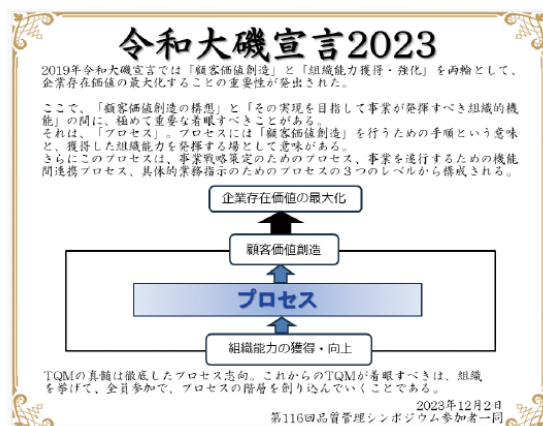 令和大磯宣言2023
2019年令和大磯宣言では「顧客価値創造」と「組織能力獲得・強化」を両輪として、
企業存在価値の最大化することの重要性が発出された。
ここで、「顧客価値創造の構想」と「その実現を目指して事業が発揮すべき組織的機
能」の間に、極めて重要な着眼すべきことがある。
それは、「プロセス」。プロセスには「顧客価値創造」を行うための手順という意味
と、獲得した組織能力を発揮する場として意味がある。
さらにこのプロセスは、事業戦略策定のためのプロセス、事業を遂行するための機能
間連携プロセス、具体的業務指示のためのプロセスの３つのレベルから構成される。
企業存在価値の最大化
顧客価値創造
プロセス
組織能力の獲得・向上
TQMの真髄は徹底したプロセス志向。これからのTQMが着眼すべきは、組織
を挙げて、全員参加で、プロセスの階層を創り込んでいくことである。
2023年12月2日
第116回品質管理シンポジウム参加者一同